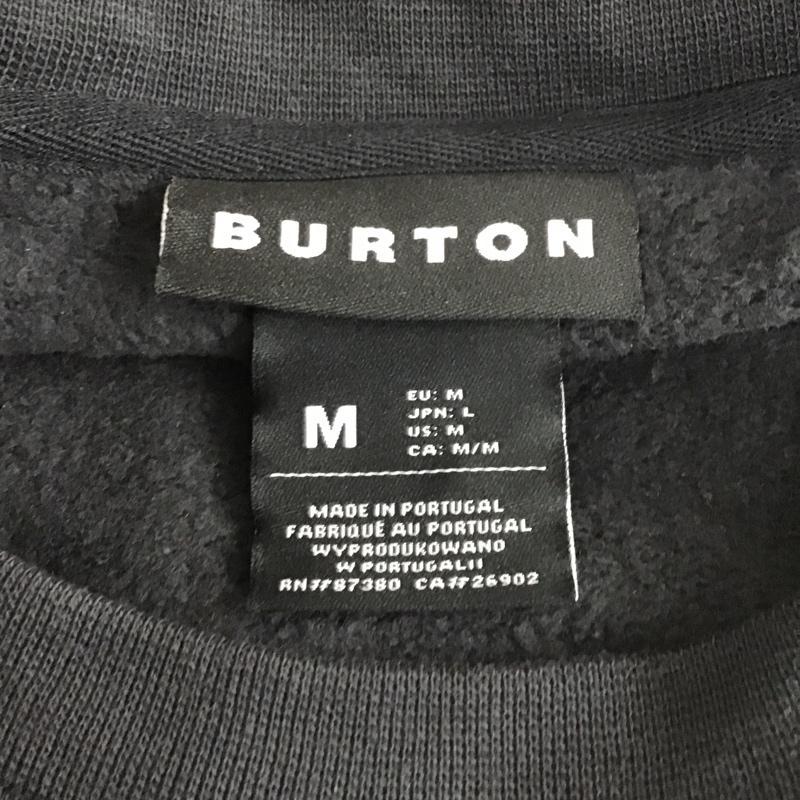 BURTON
M
EU: M
JPN: L
US: M
CA: M/M
MADE IN PORTUGAL
FABRIQUÉ AU PORTUGAL
WYPRODUKOWANO
W PORTUGALII
RN#87380 CA#26902